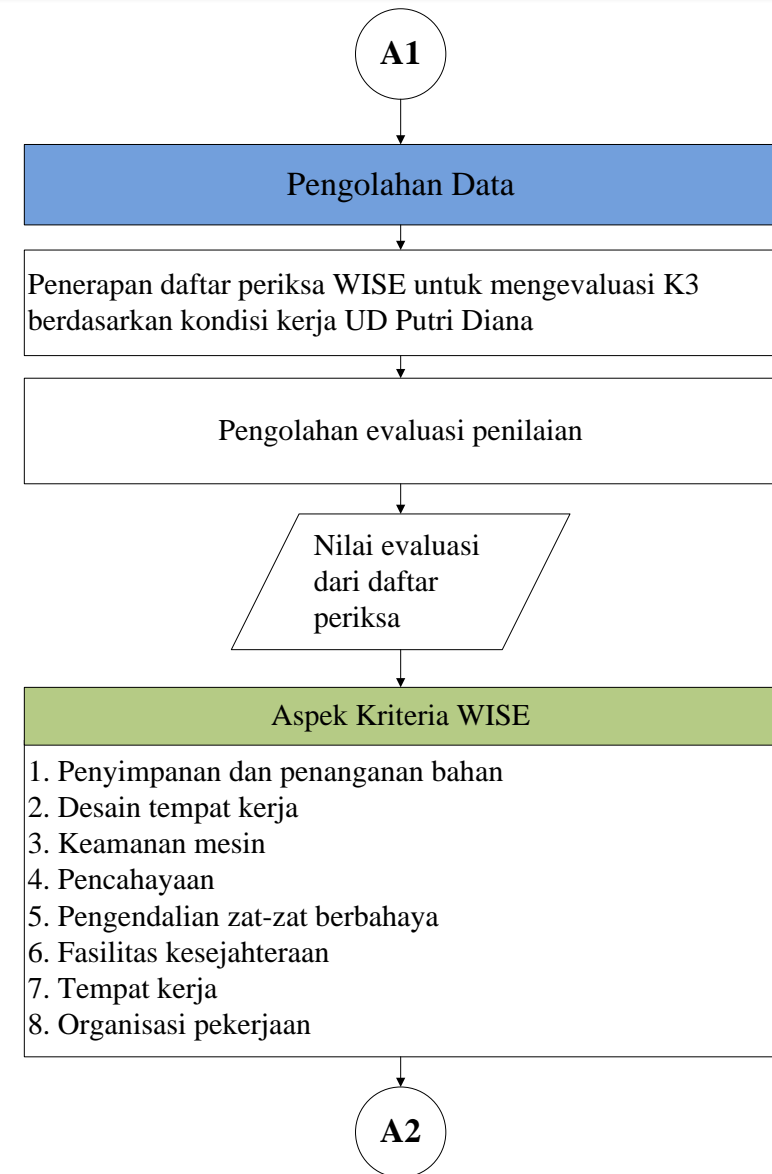 A1
Pengolahan Data
Penerapan daftar periksa WISE untuk mengevaluasi K3
berdasarkan kondisi kerja UD Putri Diana
Pengolahan evaluasi penilaian
Nilai evaluasi
dari daftar
periksa
Aspek Kriteria WISE
1. Penyimpanan dan penanganan bahan
2. Desain tempat kerja
3. Keamanan mesin
4. Pencahayaan
5. Pengendalian zat-zat berbahaya
6. Fasilitas kesejahteraan
7. Tempat kerja
8. Organisasi pekerjaan
A2